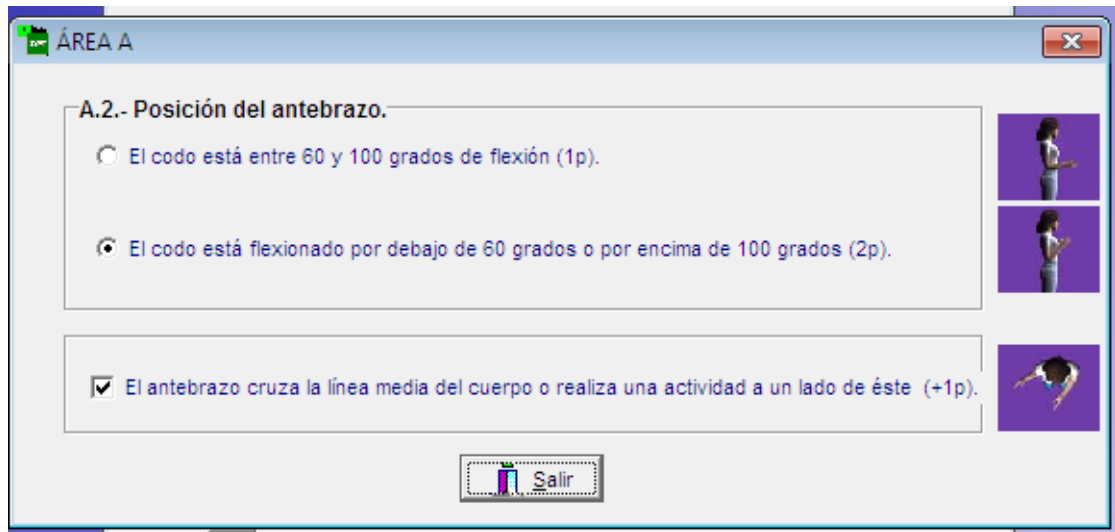 ÁREA A
A.2.- Posición del antebrazo.
El codo está entre 60 y 100 grados de flexión (1p).
El codo está flexionado por debajo de 60 grados o por encima de 100 grados (2p).
El antebrazo cruza la línea media del cuerpo o realiza una actividad a un lado de éste (+1p).
Salir